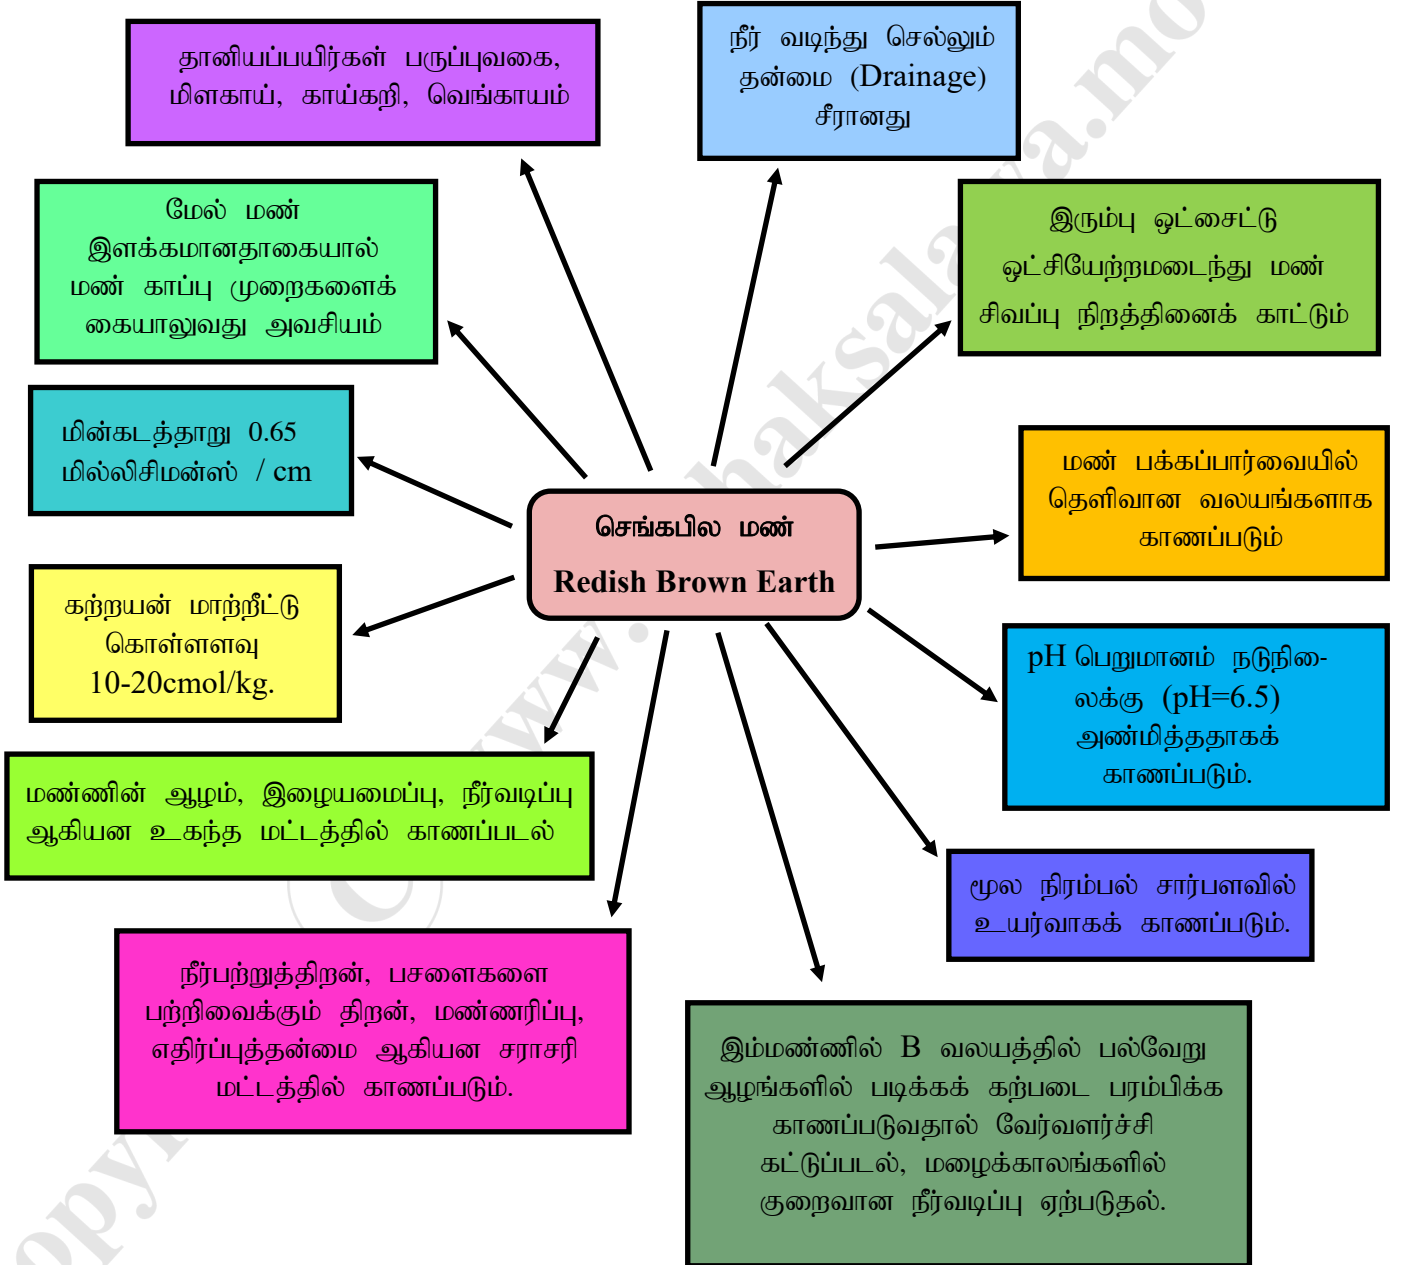 தானியப்பயிர்கள் பருப்புவகை,
மிளகாய், காய்கறி, வெங்காயம்
நீர் வடிந்து செல்லும்
தன்மை (Drainage)
சீரானது
மேல் மண்
இளக்கமானதாகையால்
மண் காப்பு முறைகளைக்
கையாலுவது அவசியம்
இரும்பு ஒட்சைட்டு
ஒட்சியேற்றமடைந்து மண்
சிவப்பு நிறத்தினைக் காட்டும்
மின்கடத்தாறு 0.65
மில்லிசிமன்ஸ் / cm
மண் பக்கப்பார்வையில்
தெளிவான வலயங்களாக
காணப்படும்
செங்கபில மண்
Redish Brown Earth
கற்றயன் மாற்றீட்டு
கொள்ளளவு
10-20cmol/kg.
pH பெறுமானம் நடுநிலை-
லக்கு (pH=6.5)
அண்மித்ததாகக்
காணப்படும்.
மண்ணின் ஆழம், இழையமைப்பு, நீர்வடிப்பு
ஆகியன உகந்த மட்டத்தில் காணப்படல்
மூல நிரம்பல் சார்பளவில்
உயர்வாகக் காணப்படும்.
நீர்பற்றுத்திறன், பசளைகளை
பற்றிவைக்கும் திறன், மண்ணரிப்பு,
எதிர்ப்புத்தன்மை ஆகியன சராசரி
மட்டத்தில் காணப்படும்.
இம்மண்ணில் B வலயத்தில் பல்வேறு
ஆழங்களில் படிக்கக் கற்படை பரம்பிக்க
காணப்படுவதால் வேர்வளர்ச்சி
கட்டுப்படல், மழைக்காலங்களில்
குறைவான நீர்வடிப்பு ஏற்படுதல்.